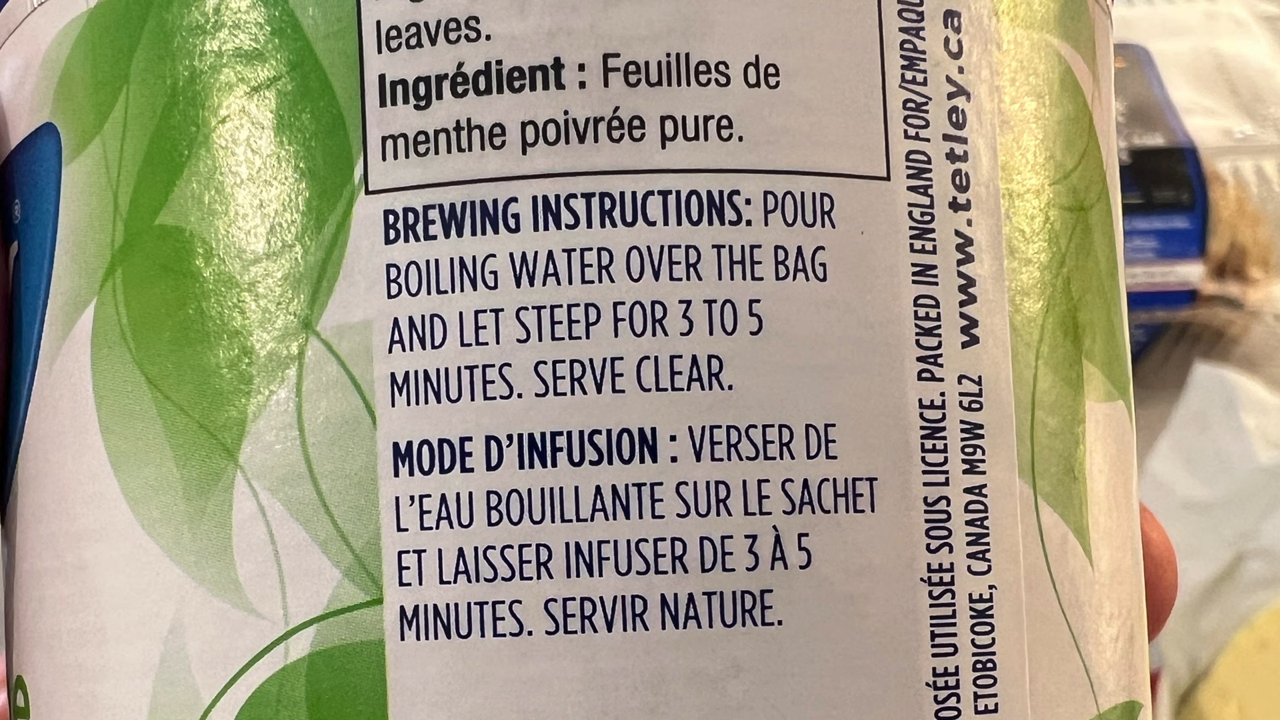 leaves.
Ingrédient : Feuilles de
menthe poivrée pure.
BREWING INSTRUCTIONS: POUR
BOILING WATER OVER THE BAG
AND LET STEEP FOR 3 TO 5
MINUTES. SERVE CLEAR.
MODE D'INFUSION : VERSER DE
L'EAU BOUILLANTE SUR LE SACHET
ET LAISSER INFUSER DE 3 À 5
MINUTES. SERVIR NATURE.
UTILISÉE SOUS LICENCE. PACKED IN ENGLAND FOR/
ETOBICOKE, CANADA M9W 6L2 www.tetley.ca